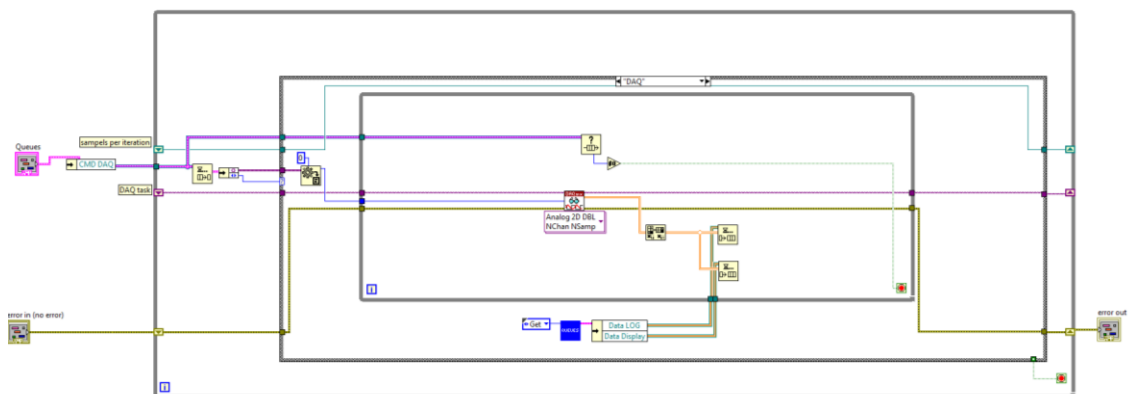 "DAQ"
sampels per iteration
Queues
CMD DAQ
0
DAQ task
Analog 2D DBL
NChan NSamp
i
error in (no error)
Get
Data LOG
Data Display
error out
i